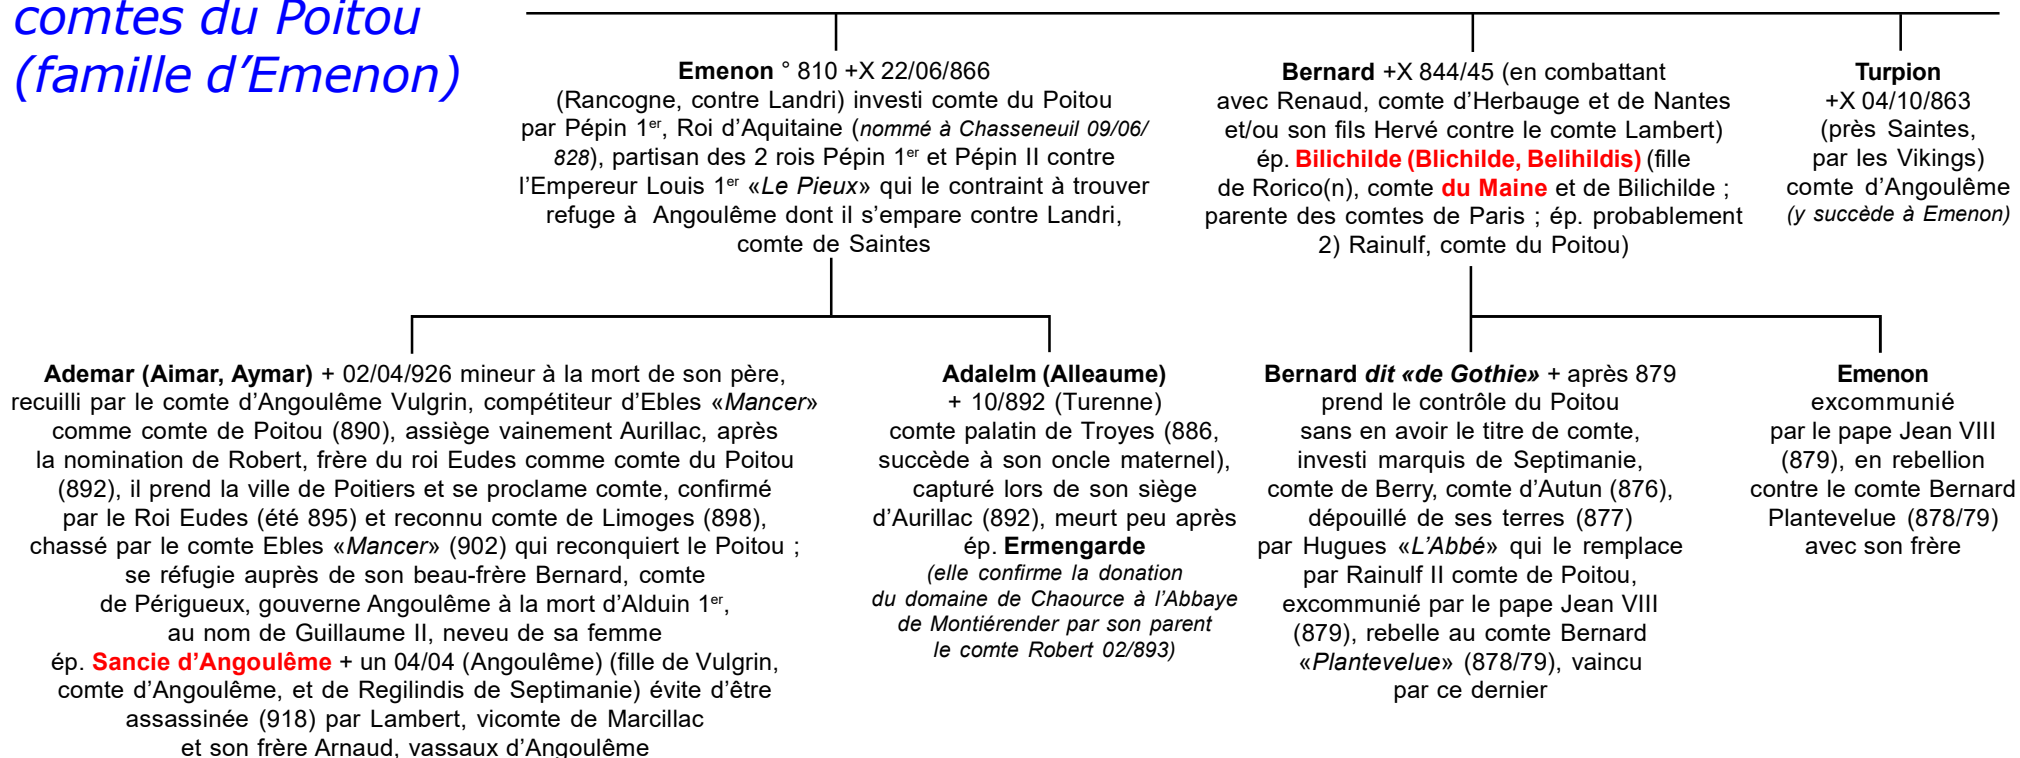 comtes du Poitou
(famille d’Emenon)
Emenon ° 810 +X 22/06/866
(Rancogne, contre Landri) investi comte du Poitou
par Pépin 1er, Roi d’Aquitaine (nommé à Chasseneuil 09/06/
828), partisan des 2 rois Pépin 1er et Pépin II contre
l’Empereur Louis 1er «Le Pieux» qui le contraint à trouver
refuge à Angoulême dont il s’empare contre Landri,
comte de Saintes
Bernard +X 844/45 (en combattant
avec Renaud, comte d’Herbauge et de Nantes
et/ou son fils Hervé contre le comte Lambert)
ép. Bilichilde (Blichilde, Belihildis) (fille
de Rorico(n), comte du Maine et de Bilichilde ;
parente des comtes de Paris ; ép. probablement
2) Rainulf, comte du Poitou)
Turpion
+X 04/10/863
(près Saintes,
par les Vikings)
comte d’Angoulême
(y succède à Emenon)
Ademar (Aimar, Aymar) + 02/04/926 mineur à la mort de son père,
recuilli par le comte d’Angoulême Vulgrin, compétiteur d’Ebles «Mancer»
comme comte de Poitou (890), assiège vainement Aurillac, après
la nomination de Robert, frère du roi Eudes comme comte du Poitou
(892), il prend la ville de Poitiers et se proclame comte, confirmé
par le Roi Eudes (été 895) et reconnu comte de Limoges (898),
chassé par le comte Ebles «Mancer» (902) qui reconquiert le Poitou ;
se réfugie auprès de son beau-frère Bernard, comte
de Périgueux, gouverne Angoulême à la mort d’Alduin 1er,
au nom de Guillaume II, neveu de sa femme
ép. Sancie d’Angoulême + un 04/04 (Angoulême) (fille de Vulgrin,
comte d’Angoulême, et de Regilindis de Septimanie) évite d’être
assassinée (918) par Lambert, vicomte de Marcillac
et son frère Arnaud, vassaux d’Angoulême
Adalelm (Alleaume)
+ 10/892 (Turenne)
comte palatin de Troyes (886,
succède à son oncle maternel),
capturé lors de son siège
d’Aurillac (892), meurt peu après
ép. Ermengarde
(elle confirme la donation
du domaine de Chaource à l’Abbaye
de Montiérender par son parent
le comte Robert 02/893)
Bernard dit «de Gothie» + après 879
prend le contrôle du Poitou
sans en avoir le titre de comte,
investi marquis de Septimanie,
comte de Berry, comte d’Autun (876),
dépouillé de ses terres (877)
par Hugues «L’Abbé» qui le remplace
par Rainulf II comte de Poitou,
excommunié par le pape Jean VIII
(879), rebelle au comte Bernard
«Plantevelue» (878/79), vaincu
par ce dernier
Emenon
excommunié
par le pape Jean VIII
(879), en rebellion
contre le comte Bernard
Plantevelue (878/79)
avec son frère